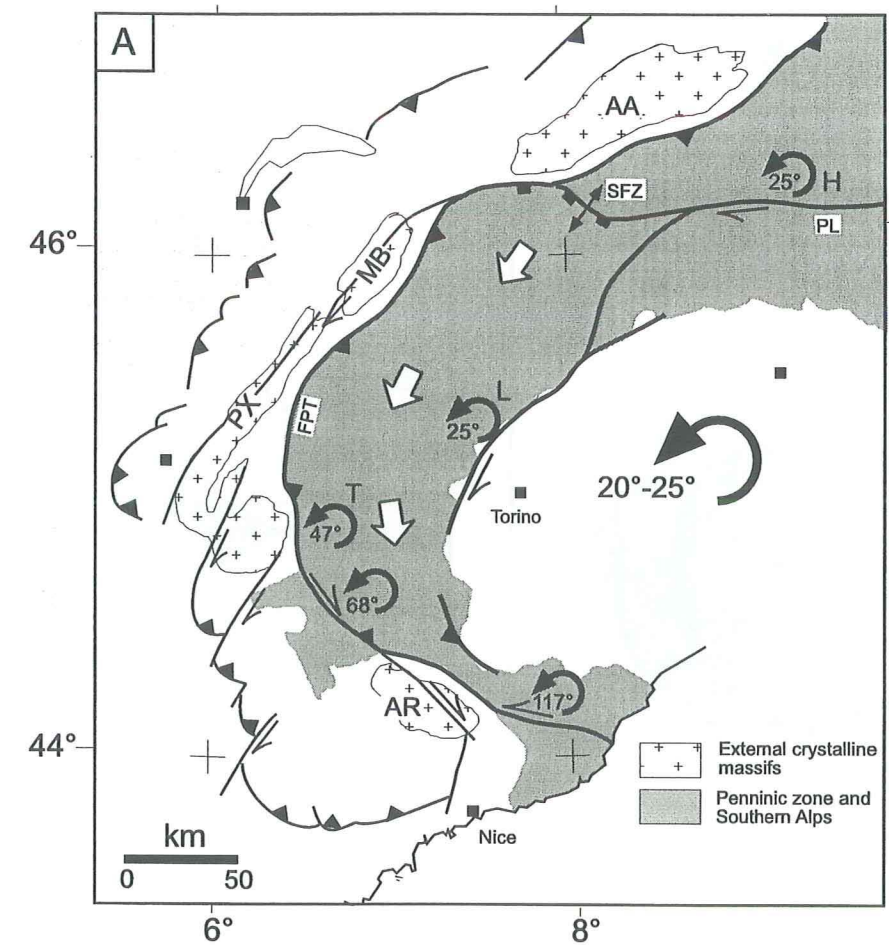 A
AA
25° H
SFZ
PL
46°
MB
PX
FPT
L
25°
20°-25°
T
47°
Torino
68°
117°
AR
44°
External crystalline
massifs
Penninic zone and
Southern Alps
km
0 50
Nice
6° 8°